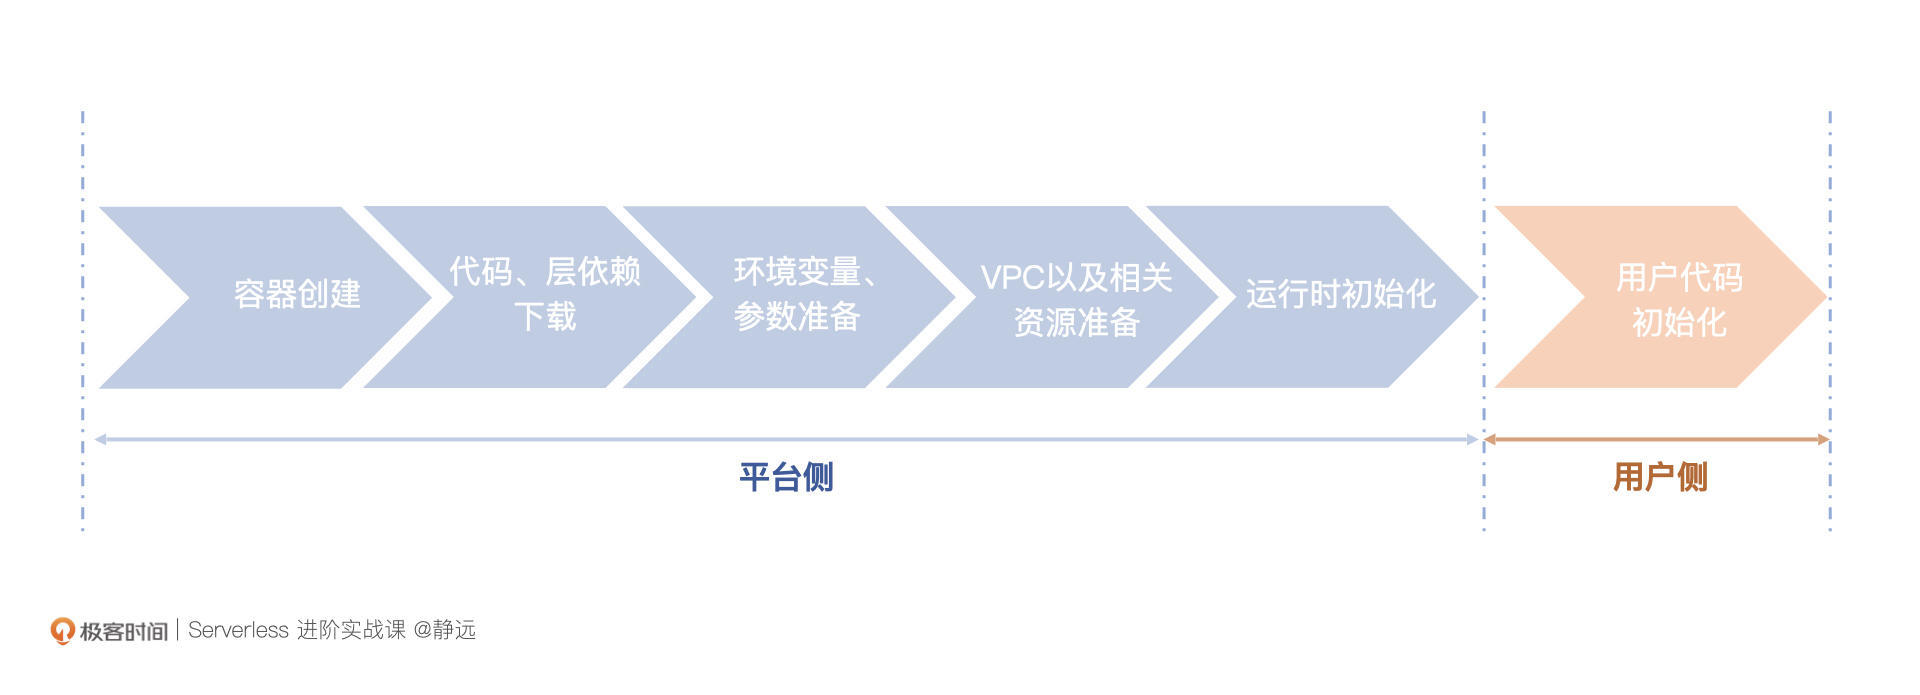 容器创建
代码、层依赖
下载
环境变量、
参数准备
VPC以及相关
资源准备
运行时初始化
用户代码
初始化
平台侧
用户侧
极客时间 | Serverless 进阶实战课 @静远